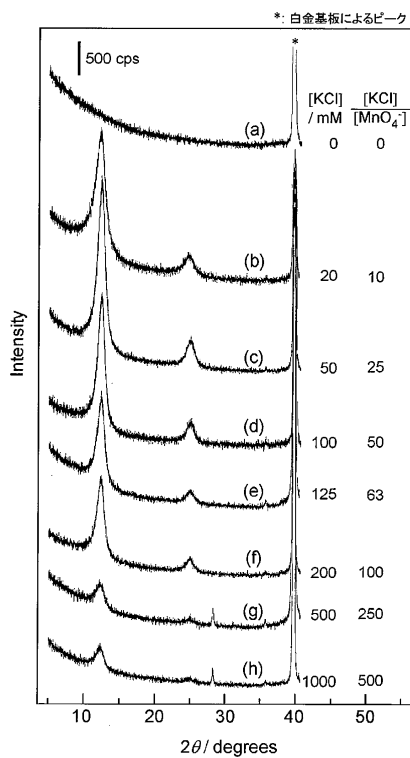 *: 白金基板によるピーク
500 cps
*
[KCl] / mM
[KCl] / [MnO₄⁻]
(a) 0 0
(b) 20 10
(c) 50 25
(d) 100 50
(e) 125 63
(f) 200 100
(g) 500 250
(h) 1000 500
Intensity
10 20 30 40 50
2θ / degrees